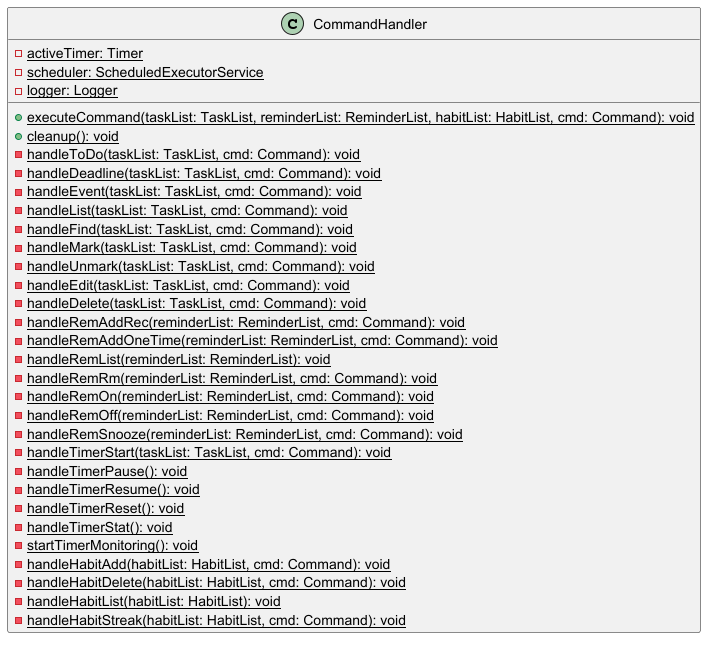 C CommandHandler
activeTimer: Timer
scheduler: ScheduledExecutorService
logger: Logger
executeCommand(taskList: TaskList, reminderList: ReminderList, habitList: HabitList, cmd: Command): void
cleanup(): void
handleToDo(taskList: TaskList, cmd: Command): void
handleDeadline(taskList: TaskList, cmd: Command): void
handleEvent(taskList: TaskList, cmd: Command): void
handleList(taskList: TaskList, cmd: Command): void
handleFind(taskList: TaskList, cmd: Command): void
handleMark(taskList: TaskList, cmd: Command): void
handleUnmark(taskList: TaskList, cmd: Command): void
handleEdit(taskList: TaskList, cmd: Command): void
handleDelete(taskList: TaskList, cmd: Command): void
handleRemAddRec(reminderList: ReminderList, cmd: Command): void
handleRemAddOneTime(reminderList: ReminderList, cmd: Command): void
handleRemList(reminderList: ReminderList): void
handleRemRm(reminderList: ReminderList, cmd: Command): void
handleRemOn(reminderList: ReminderList, cmd: Command): void
handleRemOff(reminderList: ReminderList, cmd: Command): void
handleRemSnooze(reminderList: ReminderList, cmd: Command): void
handleTimerStart(taskList: TaskList, cmd: Command): void
handleTimerPause(): void
handleTimerResume(): void
handleTimerReset(): void
handleTimerStat(): void
startTimerMonitoring(): void
handleHabitAdd(habitList: HabitList, cmd: Command): void
handleHabitDelete(habitList: HabitList, cmd: Command): void
handleHabitList(habitList: HabitList): void
handleHabitStreak(habitList: HabitList, cmd: Command): void